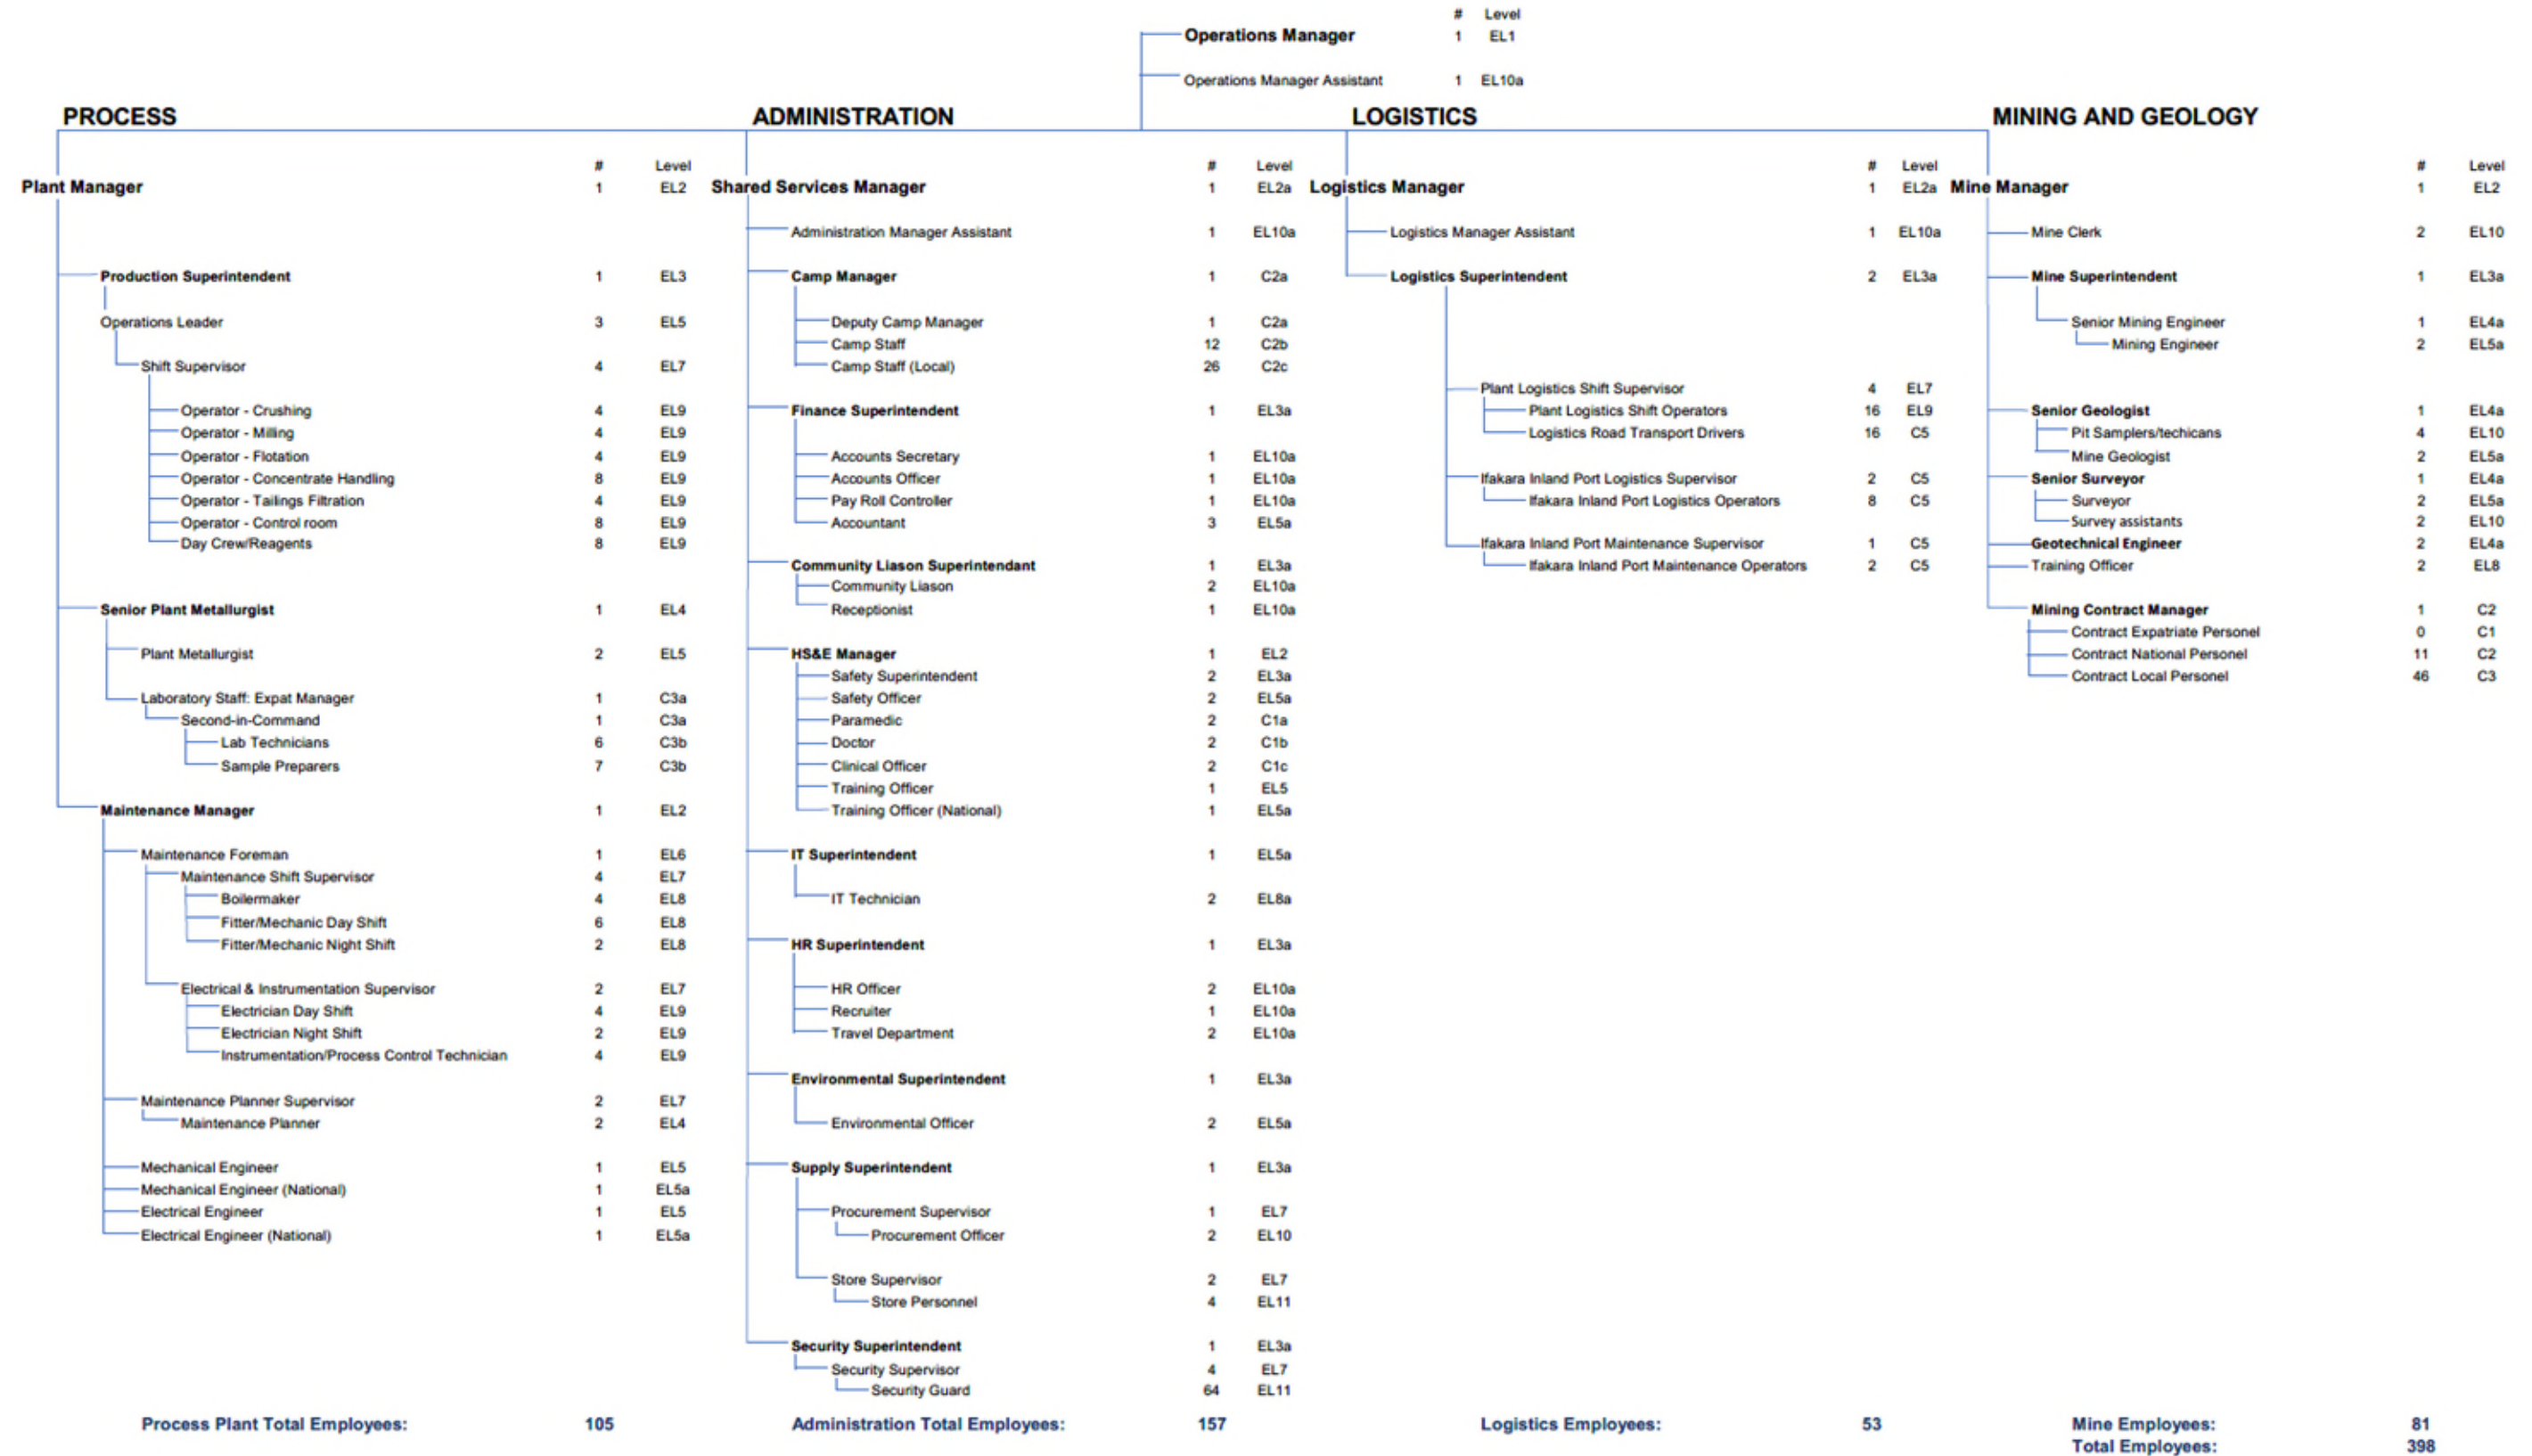 # Level
Operations Manager 1 EL1
Operations Manager Assistant 1 EL10a
PROCESS
# Level
Plant Manager 1 EL2
Production Superintendent 1 EL3
Operations Leader 3 EL5
Shift Supervisor 4 EL7
Operator - Crushing 4 EL9
Operator - Milling 4 EL9
Operator - Flotation 4 EL9
Operator - Concentrate Handling 8 EL9
Operator - Tailings Filtration 4 EL9
Operator - Control room 8 EL9
Day Crew/Reagents 8 EL9
Senior Plant Metallurgist 1 EL4
Plant Metallurgist 2 EL5
Laboratory Staff: Expat Manager 1 C3a
Second-in-Command 1 C3a
Lab Technicians 6 C3b
Sample Preparers 7 C3b
Maintenance Manager 1 EL2
Maintenance Foreman 1 EL6
Maintenance Shift Supervisor 4 EL7
Boilermaker 4 EL8
Fitter/Mechanic Day Shift 6 EL8
Fitter/Mechanic Night Shift 2 EL8
Electrical & Instrumentation Supervisor 2 EL7
Electrician Day Shift 4 EL9
Electrician Night Shift 2 EL9
Instrumentation/Process Control Technician 4 EL9
Maintenance Planner Supervisor 2 EL7
Maintenance Planner 2 EL4
Mechanical Engineer 1 EL5
Mechanical Engineer (National) 1 EL5a
Electrical Engineer 1 EL5
Electrical Engineer (National) 1 EL5a
Process Plant Total Employees: 105
ADMINISTRATION
# Level
Shared Services Manager 1 EL2a
Administration Manager Assistant 1 EL10a
Camp Manager 1 C2a
Deputy Camp Manager 1 C2a
Camp Staff 12 C2b
Camp Staff (Local) 26 C2c
Finance Superintendent 1 EL3a
Accounts Secretary 1 EL10a
Accounts Officer 1 EL10a
Pay Roll Controller 1 EL10a
Accountant 3 EL5a
Community Liason Superintendant 1 EL3a
Community Liason 2 EL10a
Receptionist 1 EL10a
HS&E Manager 1 EL2
Safety Superintendent 2 EL3a
Safety Officer 2 EL5a
Paramedic 2 C1a
Doctor 2 C1b
Clinical Officer 2 C1c
Training Officer 1 EL5
Training Officer (National) 1 EL5a
IT Superintendent 1 EL5a
IT Technician 2 EL8a
HR Superintendent 1 EL3a
HR Officer 2 EL10a
Recruiter 1 EL10a
Travel Department 2 EL10a
Environmental Superintendent 1 EL3a
Environmental Officer 2 EL5a
Supply Superintendent 1 EL3a
Procurement Supervisor 1 EL7
Procurement Officer 2 EL10
Store Supervisor 2 EL7
Store Personnel 4 EL11
Security Superintendent 1 EL3a
Security Supervisor 4 EL7
Security Guard 64 EL11
Administration Total Employees: 157
LOGISTICS
# Level
Logistics Manager 1 EL2a
Logistics Manager Assistant 1 EL10a
Logistics Superintendent 2 EL3a
Plant Logistics Shift Supervisor 4 EL7
Plant Logistics Shift Operators 16 EL9
Logistics Road Transport Drivers 16 C5
Ifakara Inland Port Logistics Supervisor 2 C5
Ifakara Inland Port Logistics Operators 8 C5
Ifakara Inland Port Maintenance Supervisor 1 C5
Ifakara Inland Port Maintenance Operators 2 C5
Logistics Employees: 53
MINING AND GEOLOGY
# Level
Mine Manager 1 EL2
Mine Clerk 2 EL10
Mine Superintendent 1 EL3a
Senior Mining Engineer 1 EL4a
Mining Engineer 2 EL5a
Senior Geologist 1 EL4a
Pit Samplers/techicans 4 EL10
Mine Geologist 2 EL5a
Senior Surveyor 1 EL4a
Surveyor 2 EL5a
Survey assistants 2 EL10
Geotechnical Engineer 2 EL4a
Training Officer 2 EL8
Mining Contract Manager 1 C2
Contract Expatriate Personel 0 C1
Contract National Personel 11 C2
Contract Local Personel 46 C3
Mine Employees: 81
Total Employees: 398